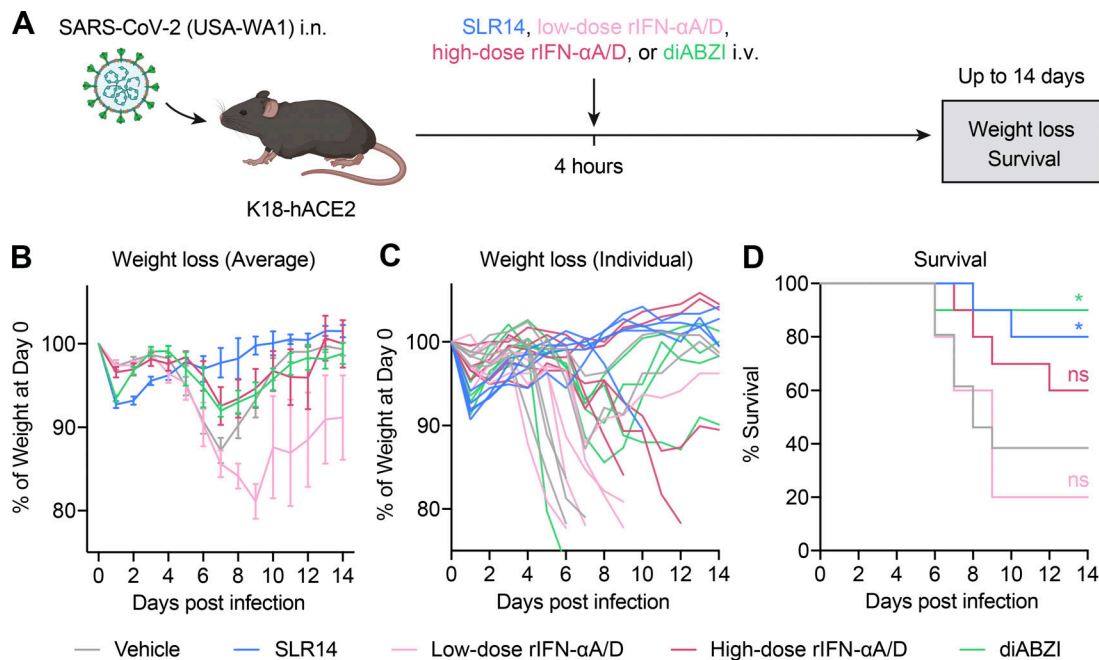 A
SARS-CoV-2 (USA-WA1) i.n.
SLR14, low-dose rIFN-αA/D,
high-dose rIFN-αA/D, or diABZI i.v.
Up to 14 days
Weight loss
Survival
4 hours
K18-hACE2
B
Weight loss (Average)
% of Weight at Day 0
100
90
80
0 2 4 6 8 10 12 14
Days post infection
C
Weight loss (Individual)
% of Weight at Day 0
100
90
80
0 2 4 6 8 10 12 14
Days post infection
D
Survival
% Survival
100
80
60
40
20
0
*
*
ns
ns
0 2 4 6 8 10 12 14
Days post infection
Vehicle SLR14 Low-dose rIFN-αA/D High-dose rIFN-αA/D diABZI